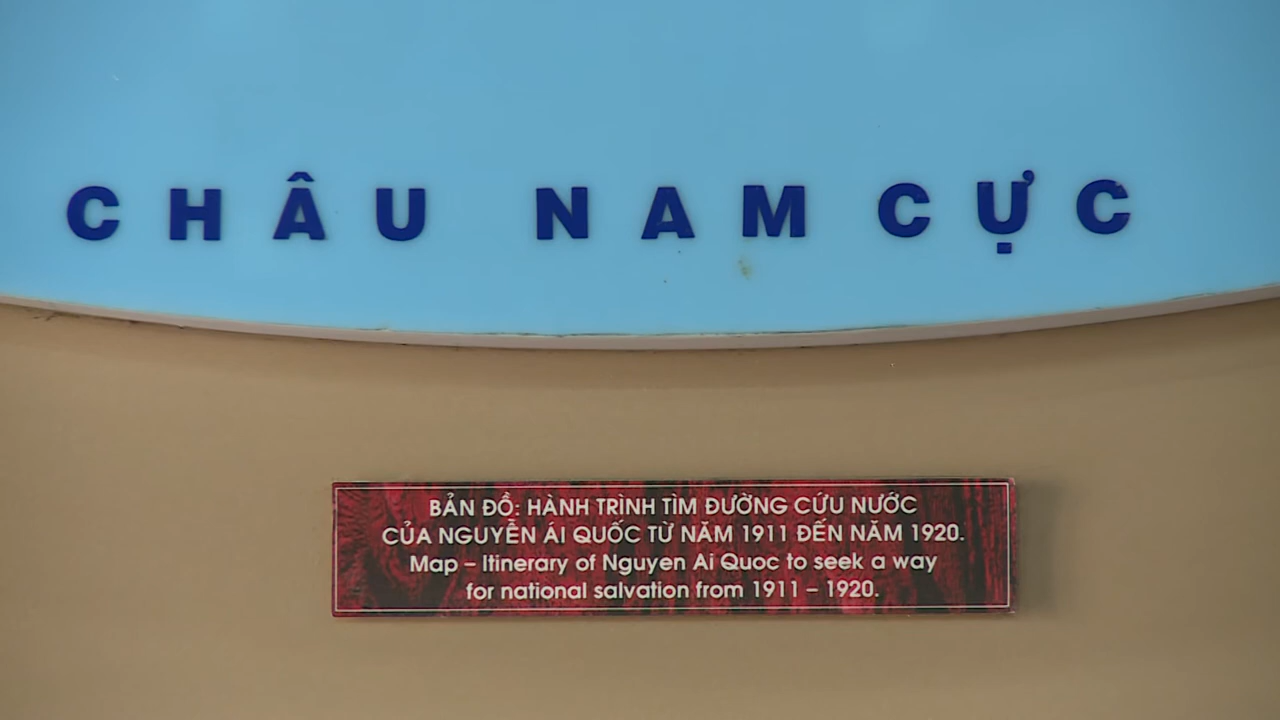 CHÂU NAM CỰC
BẢN ĐỒ: HÀNH TRÌNH TÌM ĐƯỜNG CỨU NƯỚC
CỦA NGUYỄN ÁI QUỐC TỪ NĂM 1911 ĐẾN NĂM 1920.
Map – Itinerary of Nguyen Ai Quoc to seek a way
for national salvation from 1911 – 1920.